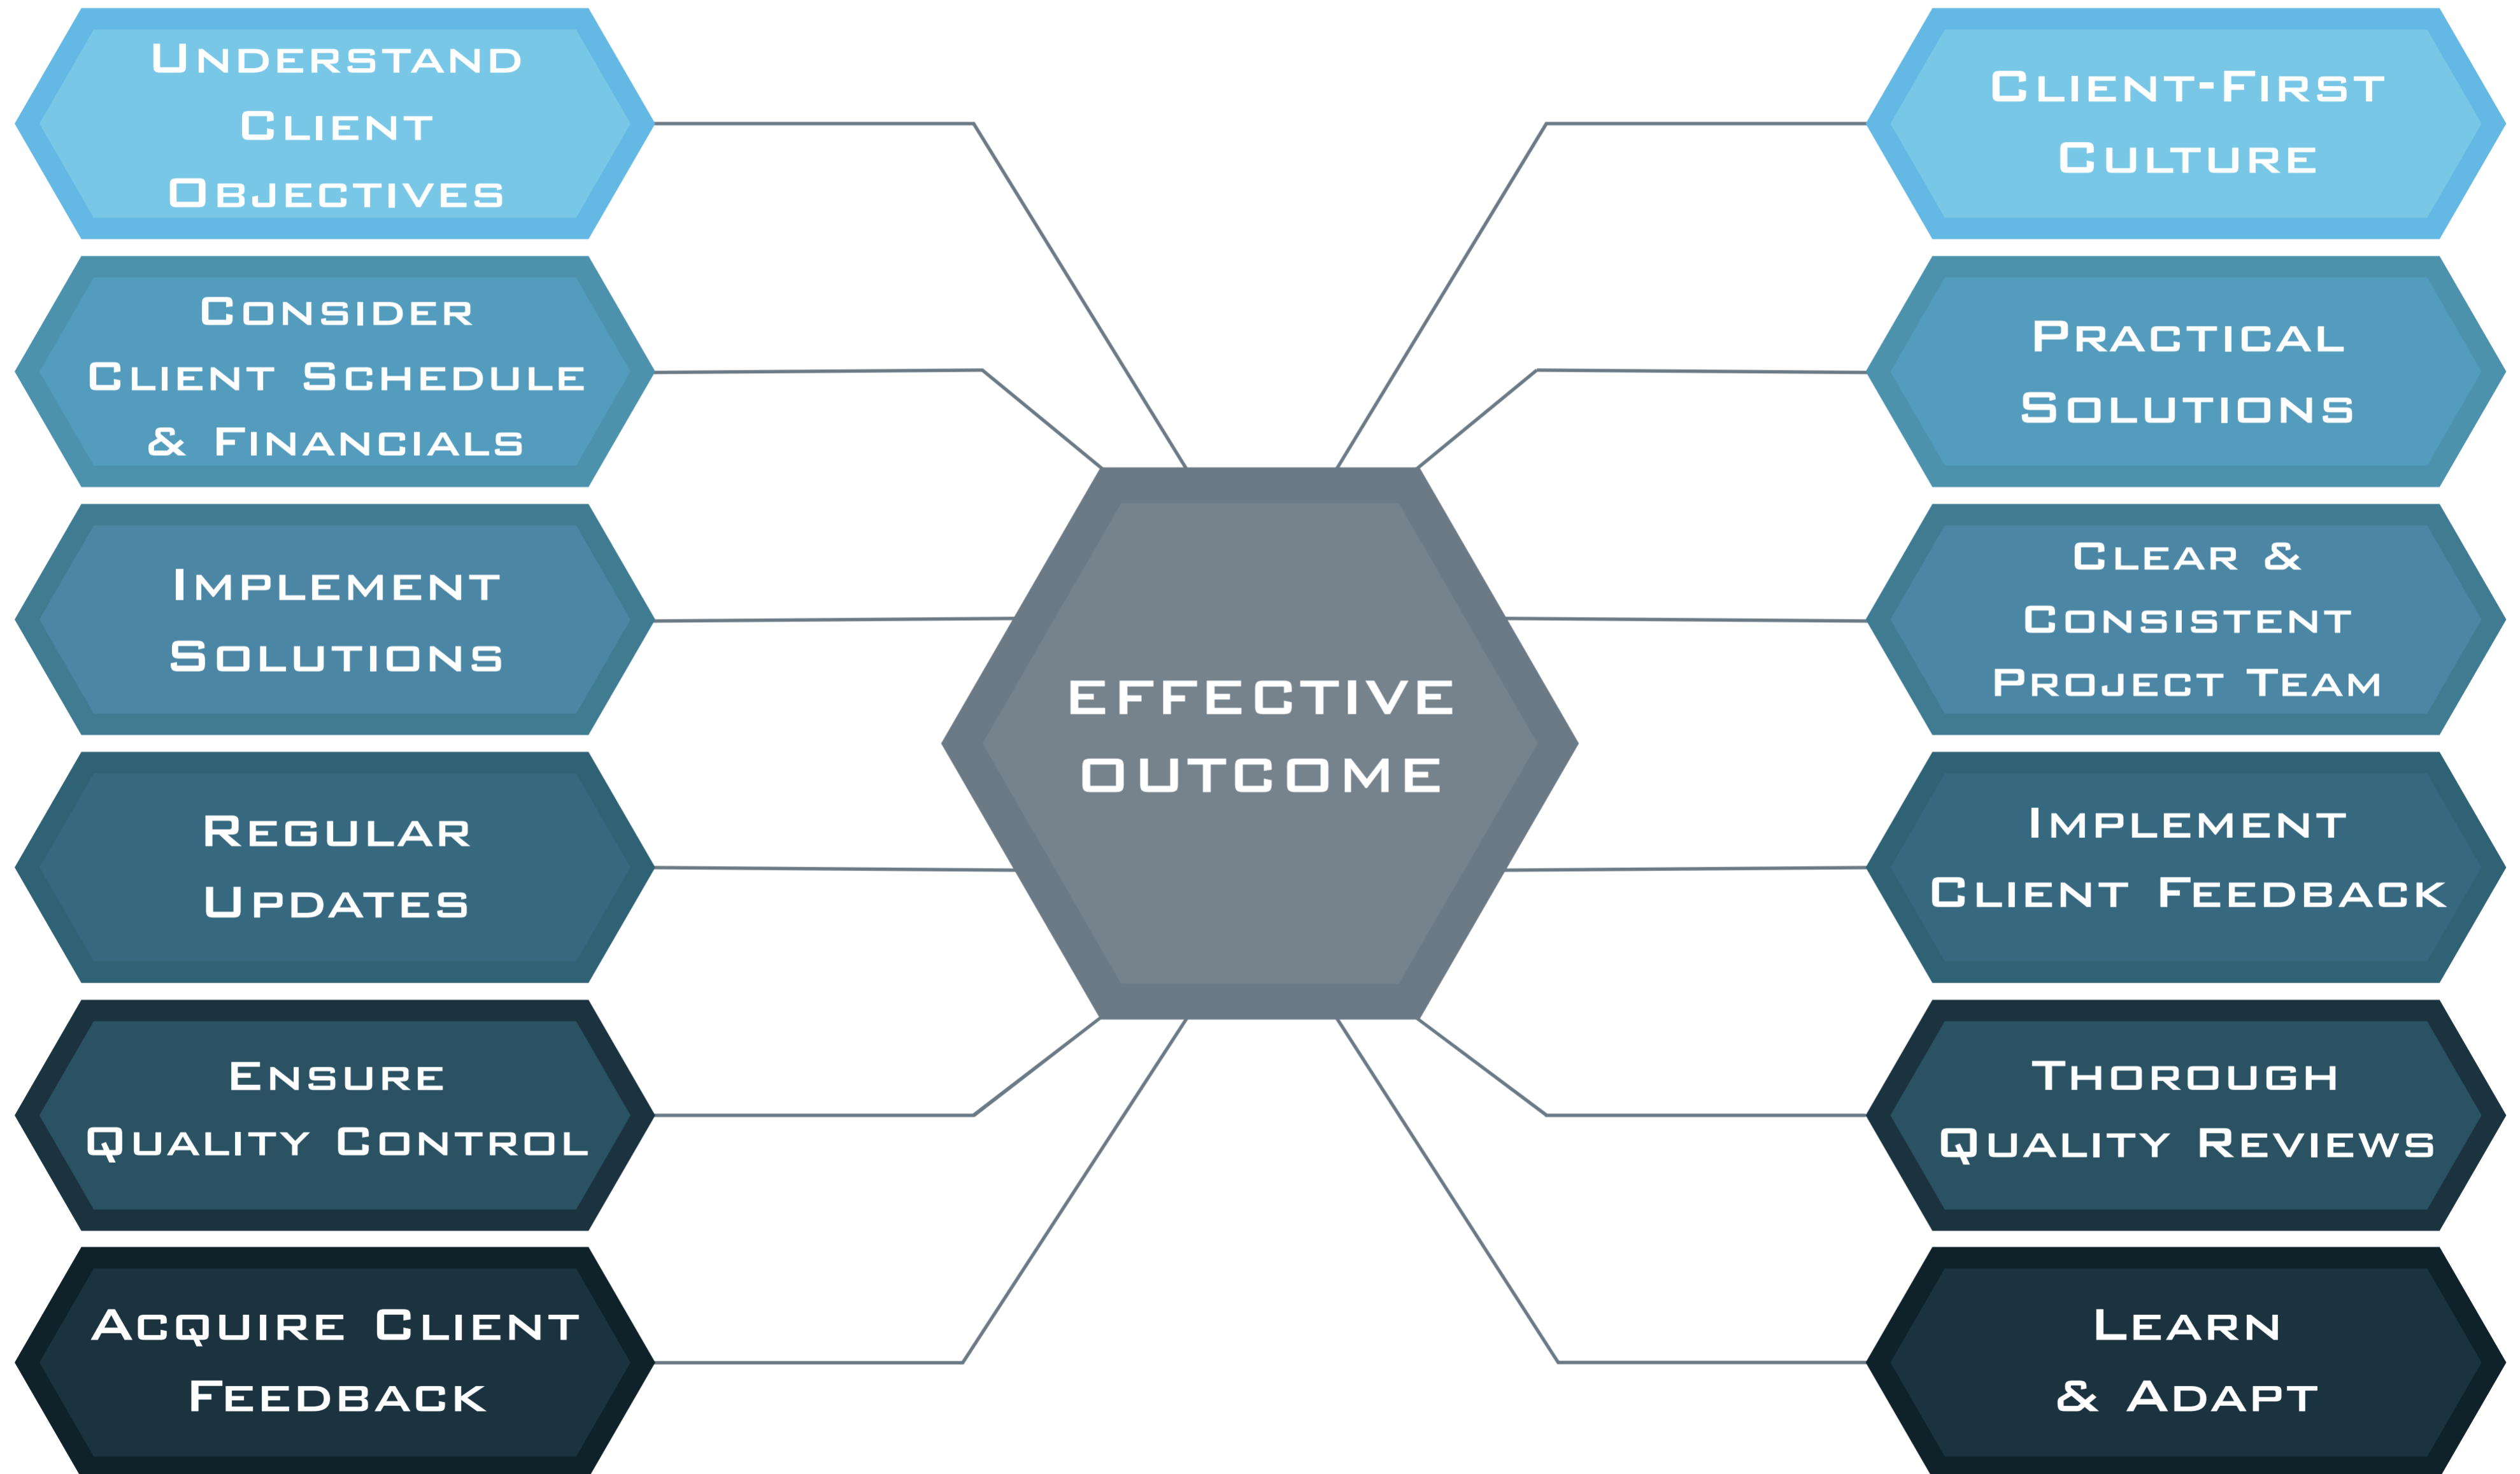 Understand
Client
Objectives
Consider
Client Schedule
& Financials
Implement
Solutions
Regular
Updates
Ensure
Quality Control
Acquire Client
Feedback
EFFECTIVE
OUTCOME
Client-First
Culture
Practical
Solutions
Clear &
Consistent
Project Team
Implement
Client Feedback
Thorough
Quality Reviews
Learn
& Adapt